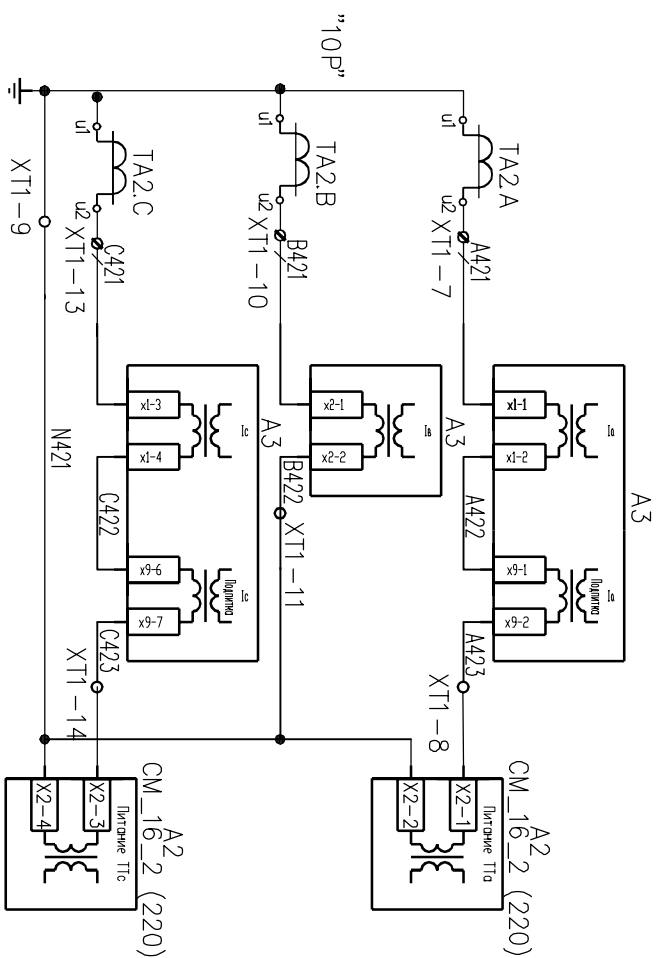 "10P"
TA2.A
u1
u2
A421
XT1-7
A3
x1-1
x1-2
Ia
A422
x9-1
x9-2
Ia
Подпитка
A423
XT1-8
A2
CM_16_2 (220)
X2-1
X2-2
Питание ТТа
TA2.B
u1
u2
B421
XT1-10
A3
x2-1
x2-2
Iв
B422
XT1-11
TA2.C
u1
u2
C421
XT1-13
A3
x1-3
x1-4
Ic
C422
x9-6
x9-7
Ic
Подпитка
C423
XT1-14
A2
CM_16_2 (220)
X2-3
X2-4
Питание ТТс
XT1-9
N421